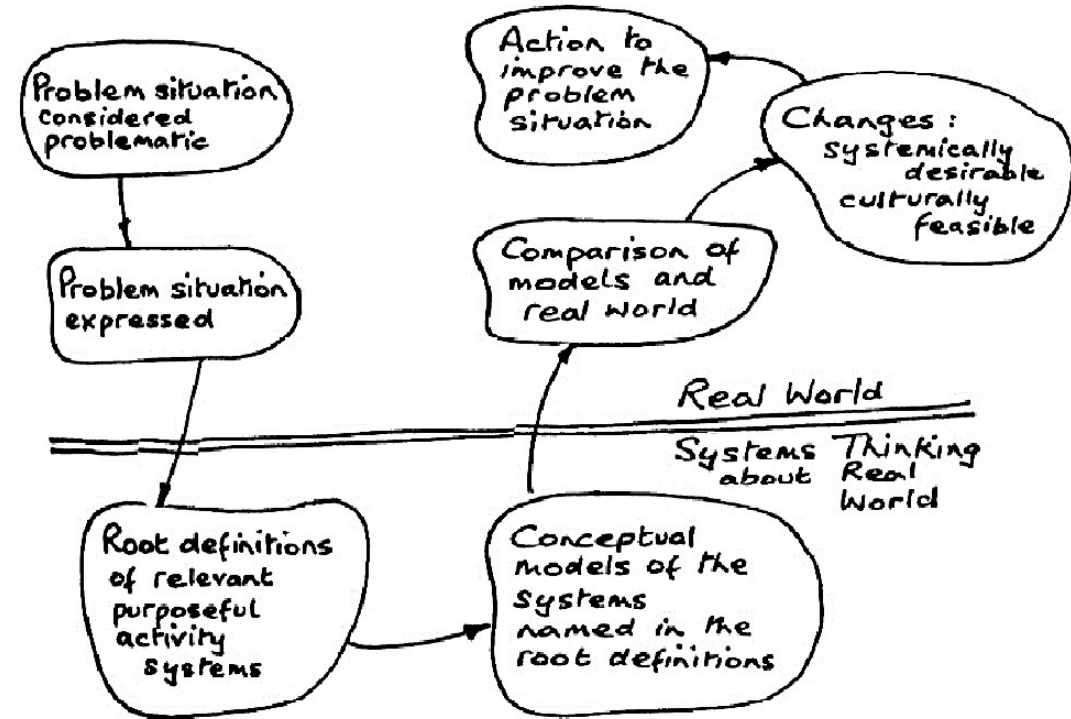 Problem situation
considered
problematic
Problem situation
expressed
Root definitions
of relevant
purposeful
activity
systems
Conceptual
models of the
systems
named in the
root definitions
Comparison of
models and
real world
Changes :
systemically
desirable
culturally
feasible
Action to
improve the
problem
situation
Real World
Systems Thinking
about Real
World